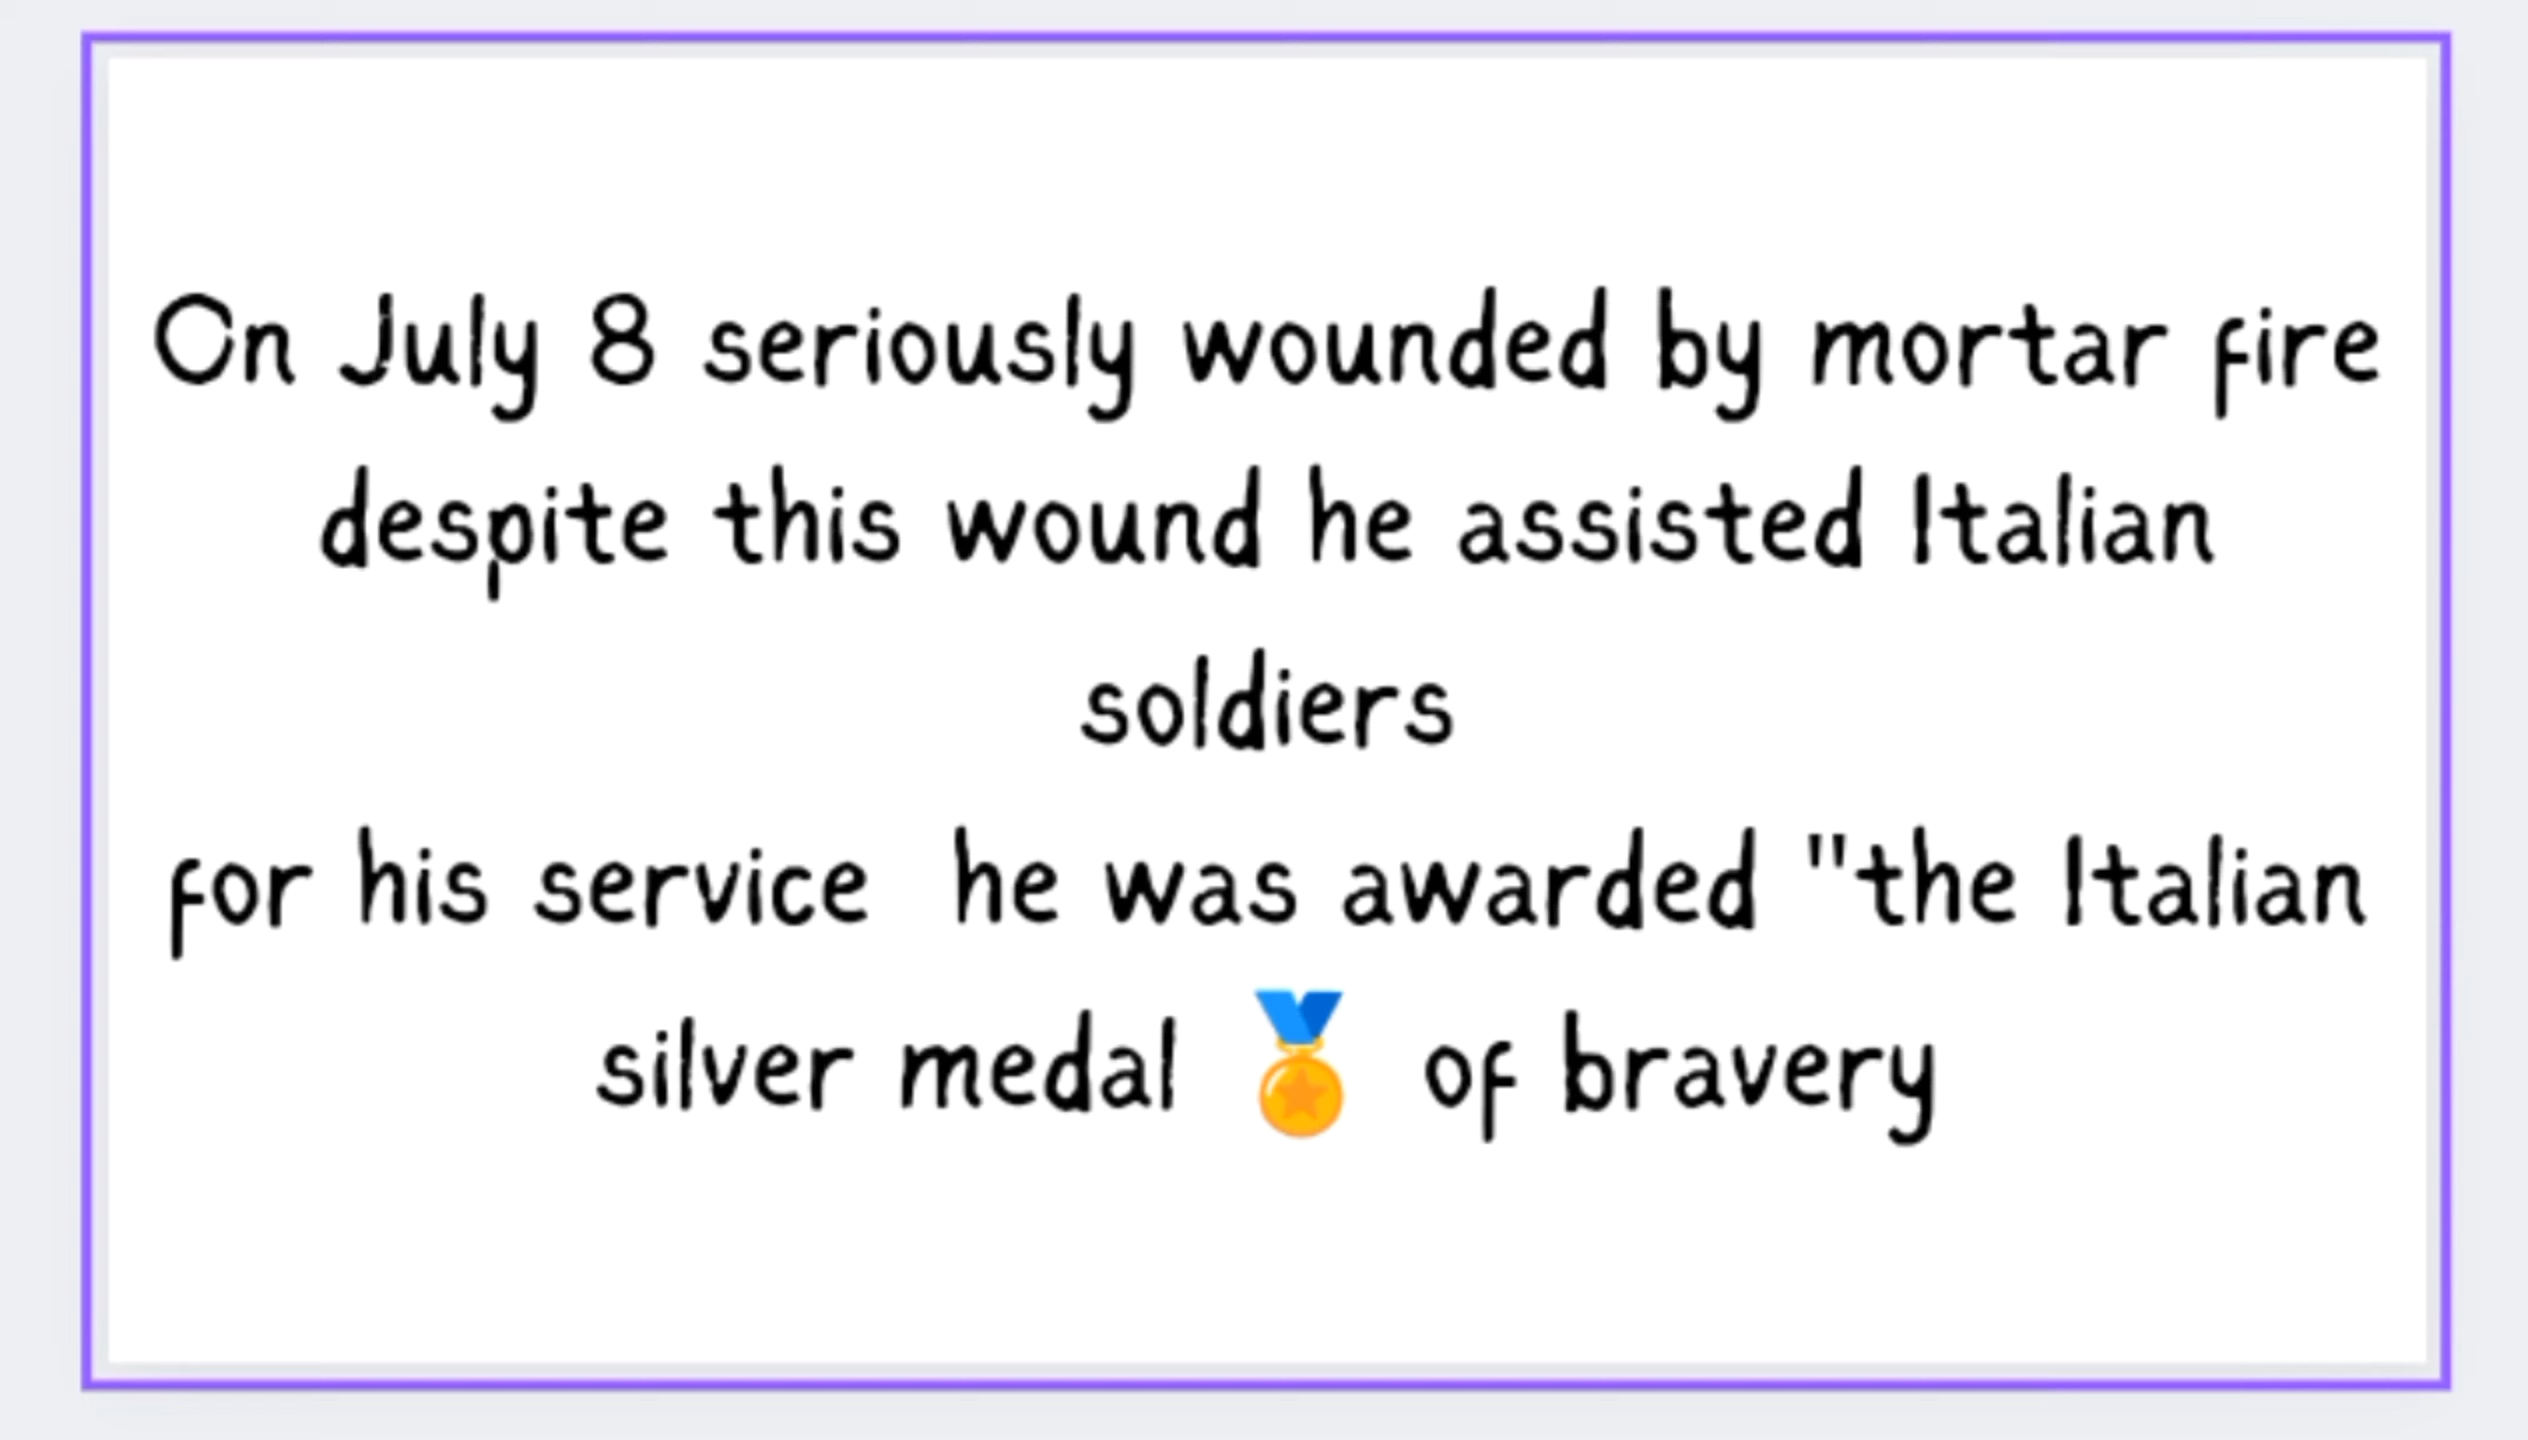 On July 8 seriously wounded by mortar fire
despite this wound he assisted Italian
soldiers
for his service  he was awarded "the Italian
silver medal 🏅 of bravery